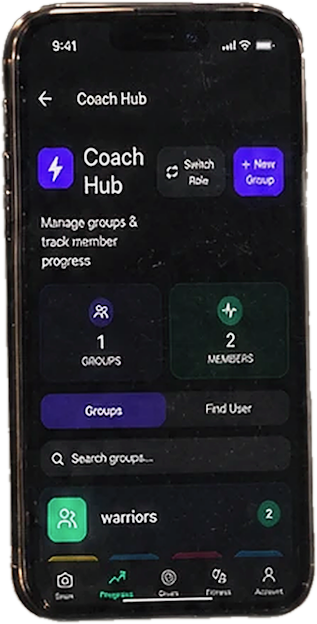 9:41
Coach Hub
Coach
Hub
Switch
Role
+ New
Group
Manage groups &
track member
progress
1
GROUPS
2
MEMBERS
Groups
Find User
Search groups...
warriors
2
Progress
Fitness
Account